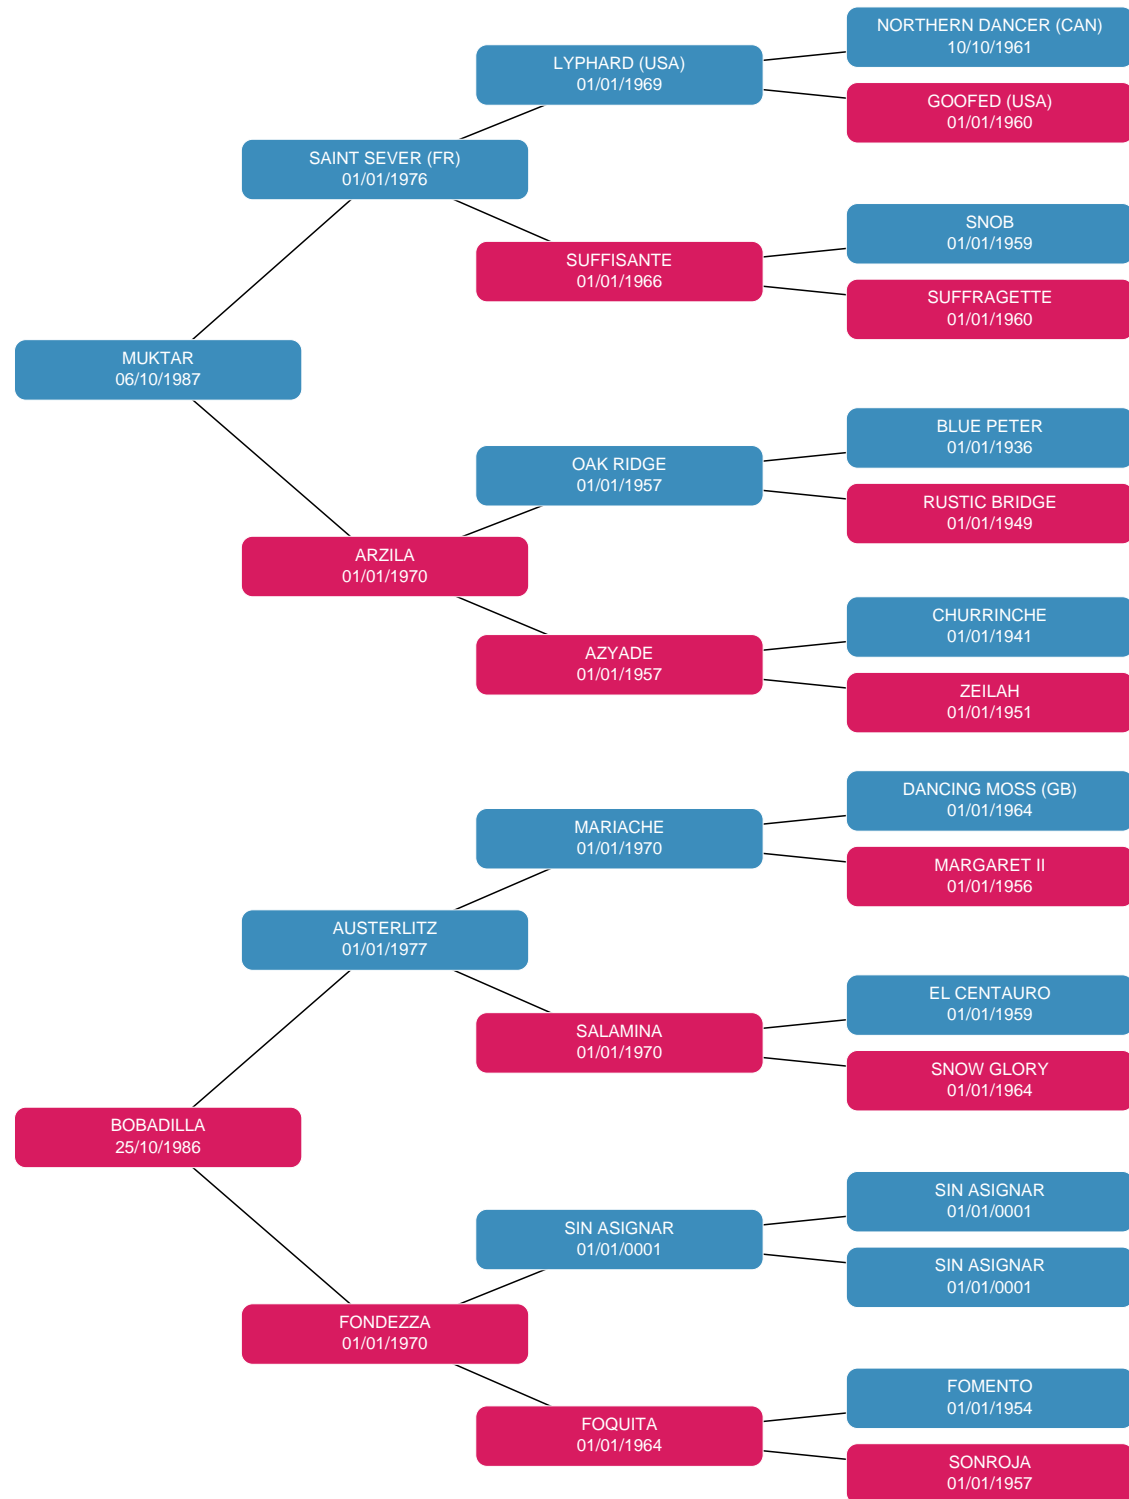 NORTHERN DANCER (CAN)
10/10/1961
LYPHARD (USA)
01/01/1969
GOOFED (USA)
01/01/1960
SAINT SEVER (FR)
01/01/1976
SNOB
01/01/1959
SUFFISANTE
01/01/1966
SUFFRAGETTE
01/01/1960
MUKTAR
06/10/1987
BLUE PETER
01/01/1936
OAK RIDGE
01/01/1957
RUSTIC BRIDGE
01/01/1949
ARZILA
01/01/1970
CHURRINCHE
01/01/1941
AZYADE
01/01/1957
ZEILAH
01/01/1951
DANCING MOSS (GB)
01/01/1964
MARIACHE
01/01/1970
MARGARET II
01/01/1956
AUSTERLITZ
01/01/1977
EL CENTAURO
01/01/1959
SALAMINA
01/01/1970
SNOW GLORY
01/01/1964
BOBADILLA
25/10/1986
SIN ASIGNAR
01/01/0001
SIN ASIGNAR
01/01/0001
SIN ASIGNAR
01/01/0001
FONDEZZA
01/01/1970
FOMENTO
01/01/1954
FOQUITA
01/01/1964
SONROJA
01/01/1957